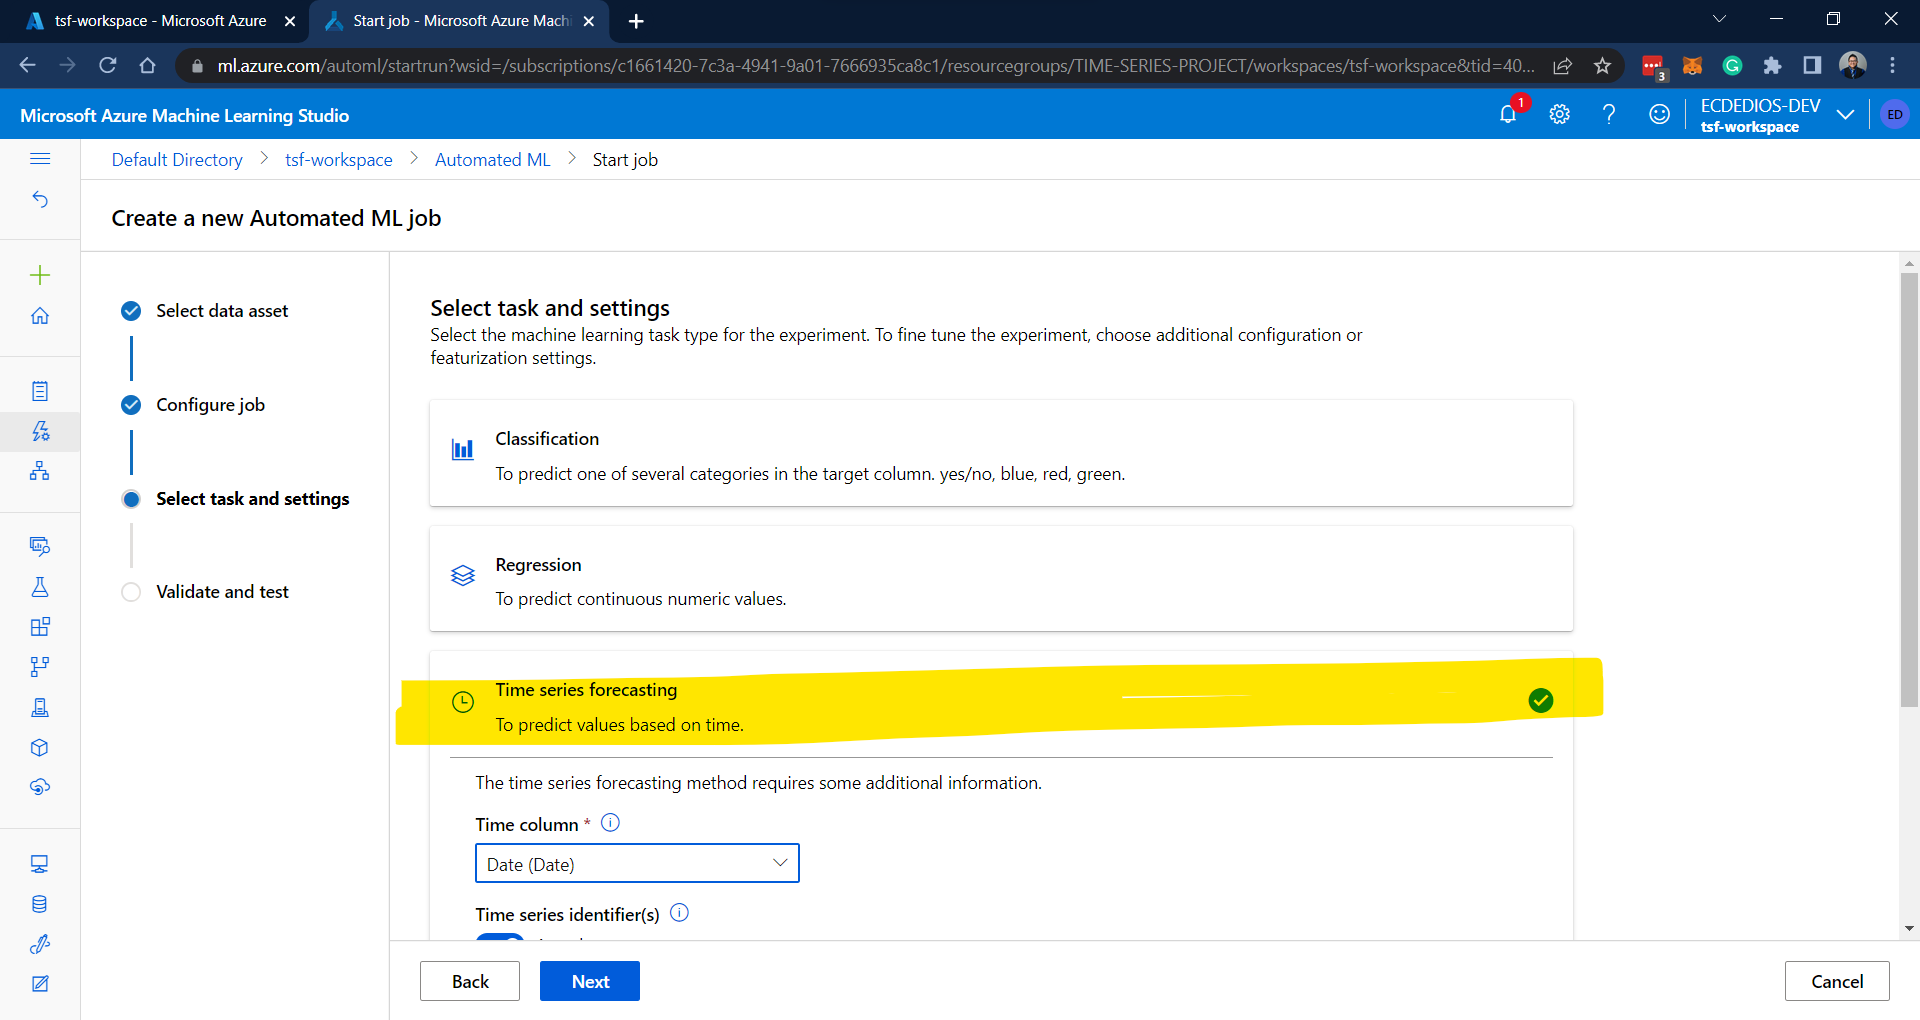 tsf-workspace - Microsoft Azure
Start job - Microsoft Azure Machi
ml.azure.com/automl/startrun?wsid=/subscriptions/c1661420-7c3a-4941-9a01-7666935ca8c1/resourcegroups/TIME-SERIES-PROJECT/workspaces/tsf-workspace&tid=40...
3
Microsoft Azure Machine Learning Studio
1
ECDEDIOS-DEV
tsf-workspace
ED
Default Directory > tsf-workspace > Automated ML > Start job
Create a new Automated ML job
Select data asset
Configure job
Select task and settings
Validate and test
Select task and settings
Select the machine learning task type for the experiment. To fine tune the experiment, choose additional configuration or
featurization settings.
Classification
To predict one of several categories in the target column. yes/no, blue, red, green.
Regression
To predict continuous numeric values.
Time series forecasting
To predict values based on time.
The time series forecasting method requires some additional information.
Time column *
Date (Date)
Time series identifier(s)
Back
Next
Cancel